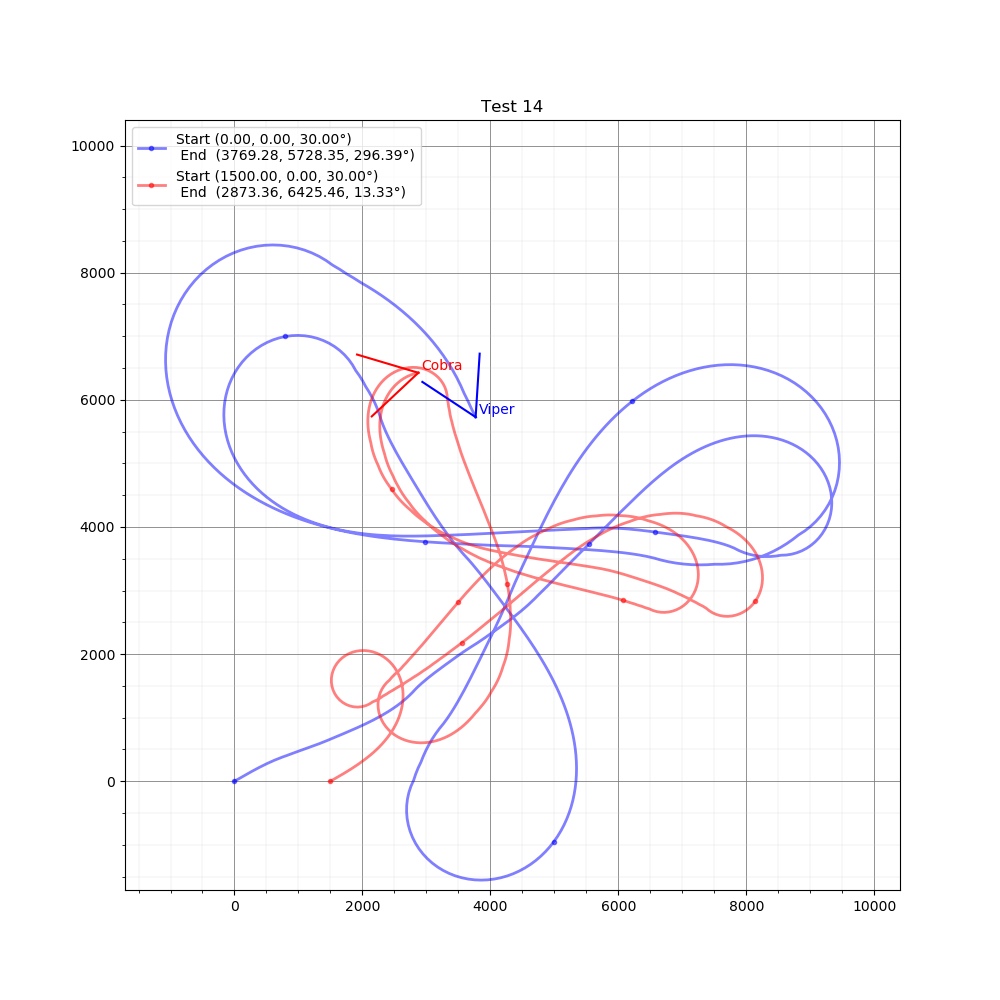 Test 14
Start (0.00, 0.00, 30.00°)
End (3769.28, 5728.35, 296.39°)
Start (1500.00, 0.00, 30.00°)
End (2873.36, 6425.46, 13.33°)
10000
8000
6000
4000
2000
0
Cobra
Viper
0
2000
4000
6000
8000
10000